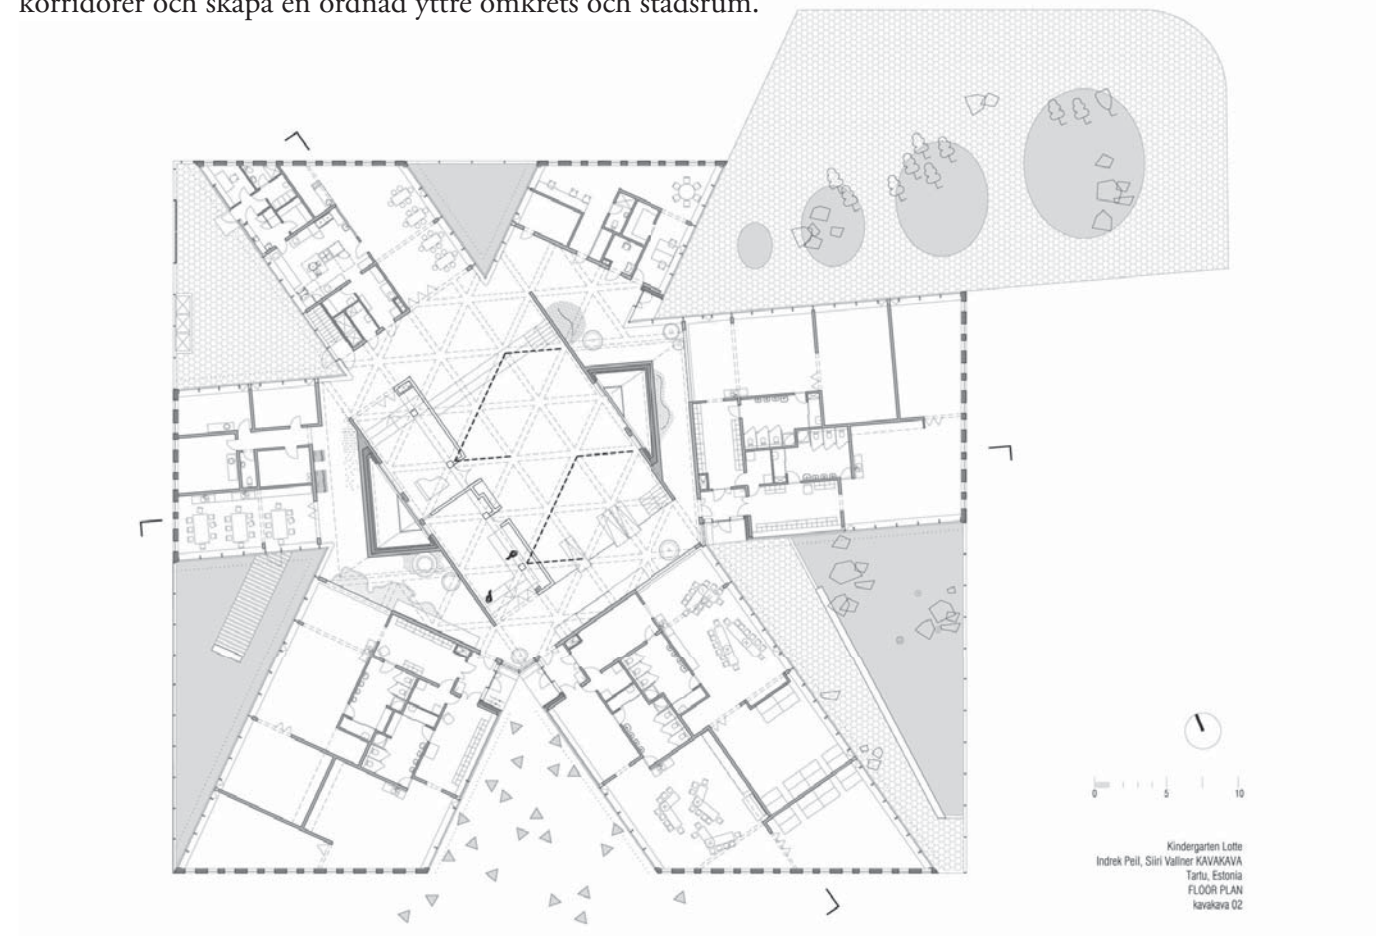 korridorer och skapa en ordnad yttre omkrets och stadsrum.
0 5 10
Kindergarten Lotte
Indrek Peil, Siiri Vallner KAVAKAVA
Tartu, Estonia
FLOOR PLAN
kavakava 02